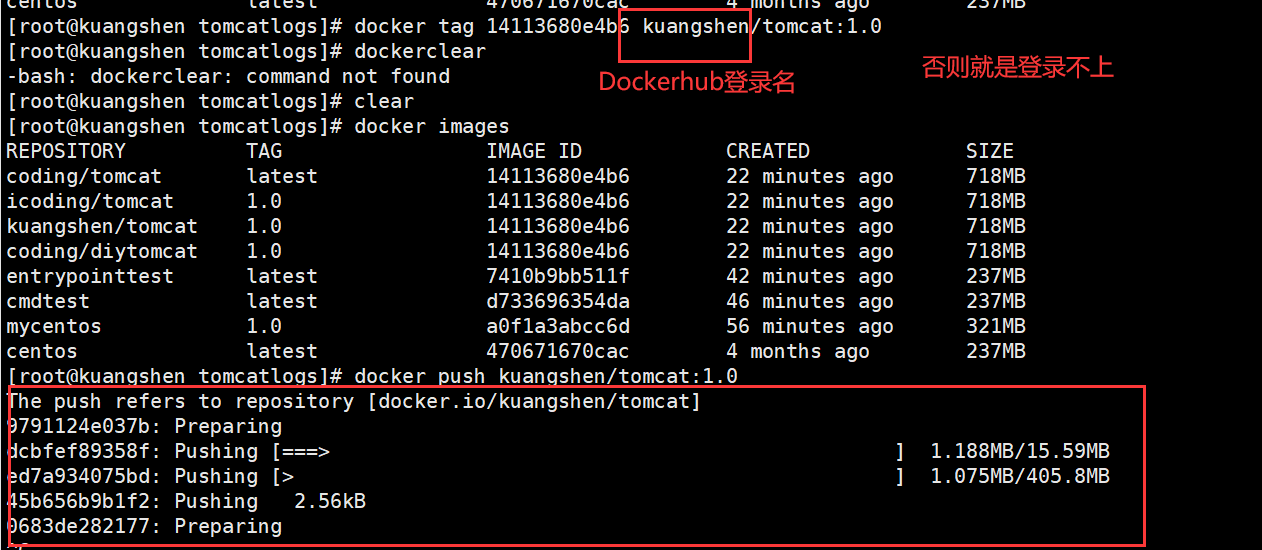 centos latest 470671670cac 4 months ago 237MB
[root@kuangshen tomcatlogs]# docker tag 14113680e4b6 kuangshen/tomcat:1.0
[root@kuangshen tomcatlogs]# dockerclear
否则就是登录不上
-bash: dockerclear: command not found
Dockerhub登录名
[root@kuangshen tomcatlogs]# clear
[root@kuangshen tomcatlogs]# docker images
REPOSITORY TAG IMAGE ID CREATED SIZE
coding/tomcat latest 14113680e4b6 22 minutes ago 718MB
icoding/tomcat 1.0 14113680e4b6 22 minutes ago 718MB
kuangshen/tomcat 1.0 14113680e4b6 22 minutes ago 718MB
coding/diytomcat 1.0 14113680e4b6 22 minutes ago 718MB
entrypointtest latest 7410b9bb511f 42 minutes ago 237MB
cmdtest latest d733696354da 46 minutes ago 237MB
mycentos 1.0 a0f1a3abcc6d 56 minutes ago 321MB
centos latest 470671670cac 4 months ago 237MB
[root@kuangshen tomcatlogs]# docker push kuangshen/tomcat:1.0
The push refers to repository [docker.io/kuangshen/tomcat]
9791124e037b: Preparing
dcbfef89358f: Pushing [===> ] 1.188MB/15.59MB
ed7a934075bd: Pushing [> ] 1.075MB/405.8MB
45b656b9b1f2: Pushing 2.56kB
0683de282177: Preparing